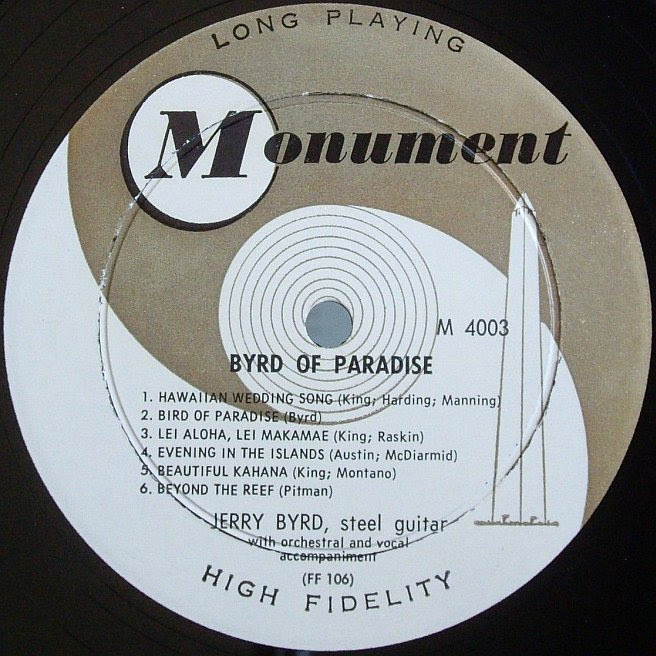 LONG PLAYING
Monument
M 4003
BYRD OF PARADISE
1. HAWAIIAN WEDDING SONG (King; Harding; Manning)
2. BIRD OF PARADISE (Byrd)
3. LEI ALOHA, LEI MAKAMAE (King; Raskin)
4. EVENING IN THE ISLANDS (Austin; McDiarmid)
5. BEAUTIFUL KAHANA (King; Montano)
6. BEYOND THE REEF (Pitman)
JERRY BYRD, steel guitar
with orchestral and vocal
accompaniment
(FF 106)
HIGH FIDELITY